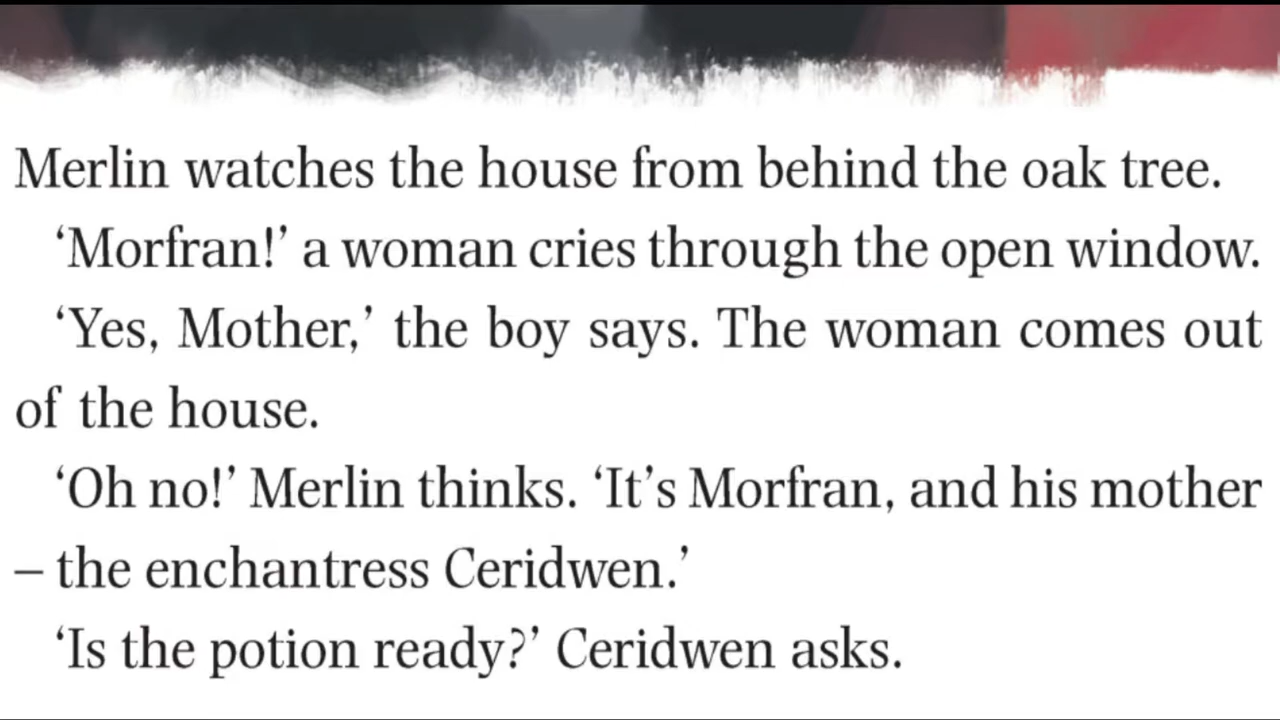 Merlin watches the house from behind the oak tree.
‘Morfran!’ a woman cries through the open window.
‘Yes, Mother,’ the boy says. The woman comes out
of the house.
‘Oh no!’ Merlin thinks. ‘It’s Morfran, and his mother
– the enchantress Ceridwen.’
‘Is the potion ready?’ Ceridwen asks.